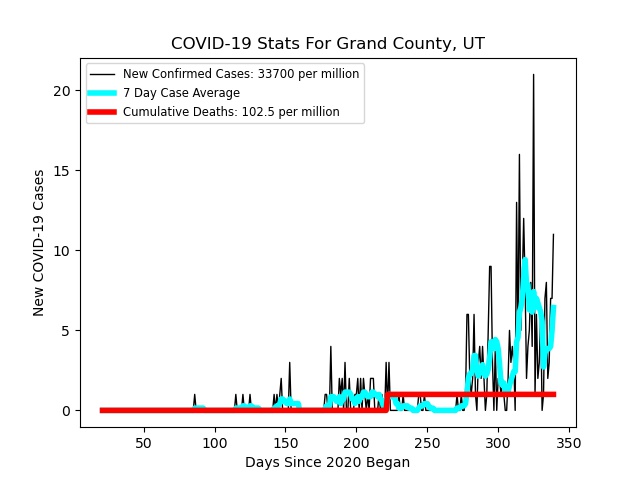 COVID-19 Stats For Grand County, UT
New Confirmed Cases: 33700 per million
7 Day Case Average
Cumulative Deaths: 102.5 per million
New COVID-19 Cases
20
15
10
5
0
50 100 150 200 250 300 350
Days Since 2020 Began